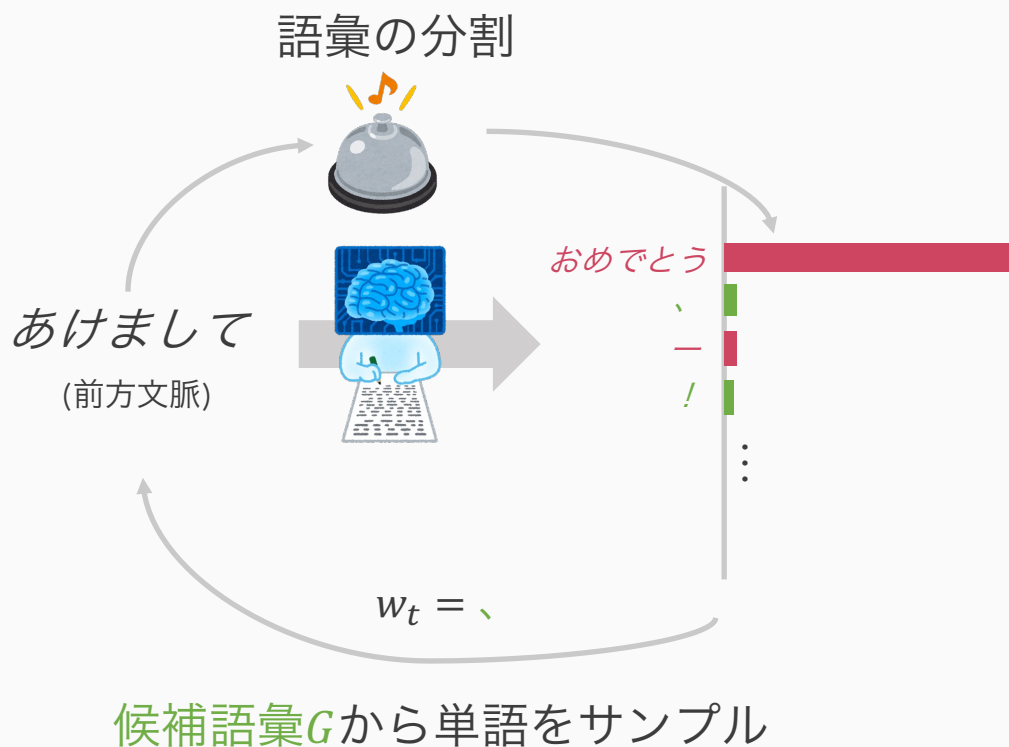 語彙の分割
おめでとう
、
あけまして
ー
(前方文脈)
!
⋮
w_t = 、
候補語彙Gから単語をサンプル